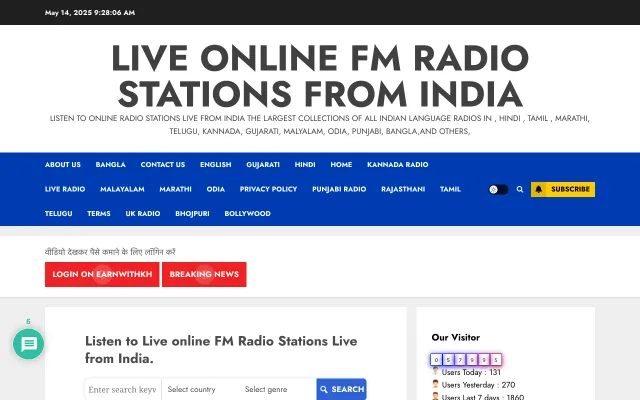 May 14, 2025 9:28:06 AM
LIVE ONLINE FM RADIO
STATIONS FROM INDIA
LISTEN TO ONLINE RADIO STATIONS LIVE FROM INDIA THE LARGEST COLLECTIONS OF ALL INDIAN LANGUAGE RADIOS IN , HINDI , TAMIL , MARATHI,
TELUGU, KANNADA, GUJARATI, MALYALAM, ODIA, PUNJABI, BANGLA,AND OTHERS,
ABOUT US BANGLA CONTACT US ENGLISH GUJARATI HINDI HOME KANNADA RADIO
LIVE RADIO MALAYALAM MARATHI ODIA PRIVACY POLICY PUNJABI RADIO RAJASTHANI TAMIL SUBSCRIBE
TELUGU TERMS UK RADIO BHOJPURI BOLLYWOOD
वीडियो देखकर पैसे कमाने के लिए लॉगिन करें
LOGIN ON EARNWITHKH BREAKING NEWS
6
Listen to Live online FM Radio Stations Live
from India.
Enter search keyw Select country Select genre SEARCH
Our Visitor
0 5 7 9 9 5
Users Today : 131
Users Yesterday : 270
Users Last 7 days : 1860